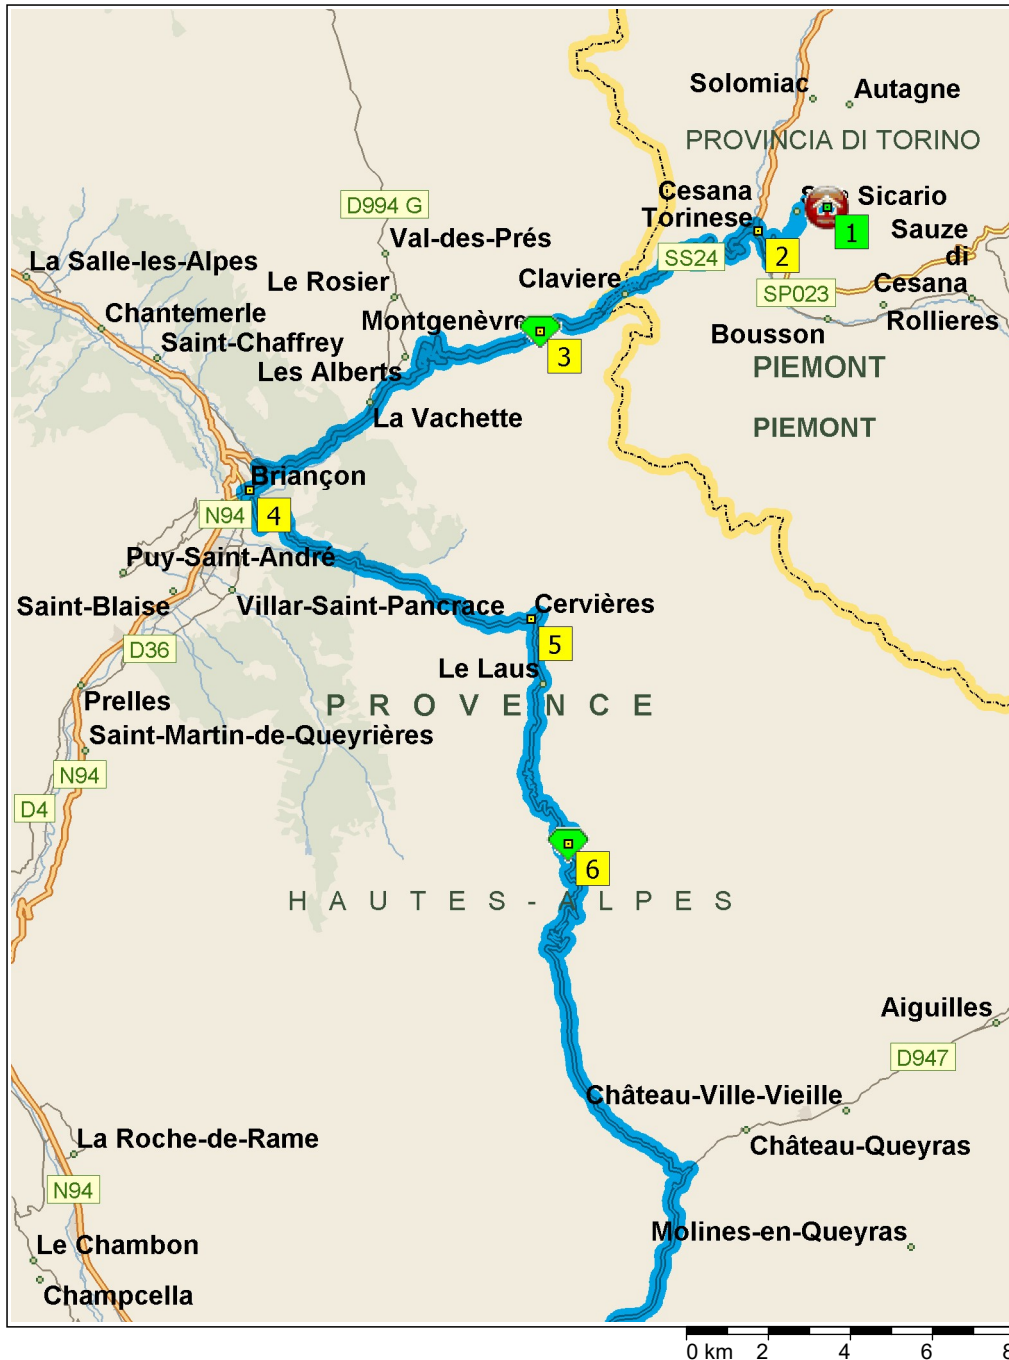 Solomiac
Autagne
PROVINCIA DI TORINO
Cesana
Torinese
Sicario
1
Sauze
di
Cesana
D994 G
Val-des-Prés
SS24
2
La Salle-les-Alpes
Le Rosier
Claviere
SP023
Rollieres
Chantemerle
Montgenèvre
Bousson
Saint-Chaffrey
3
Les Alberts
PIEMONT
La Vachette
PIEMONT
Briançon
N94
4
Puy-Saint-André
Saint-Blaise
Villar-Saint-Pancrace
Cervières
D36
5
Le Laus
Prelles
PROVENCE
Saint-Martin-de-Queyrières
N94
D4
6
HAUTES-ALPES
Aiguilles
D947
Château-Ville-Vieille
La Roche-de-Rame
Château-Queyras
N94
Molines-en-Queyras
Le Chambon
Champcella
0 km 2 4 6 8